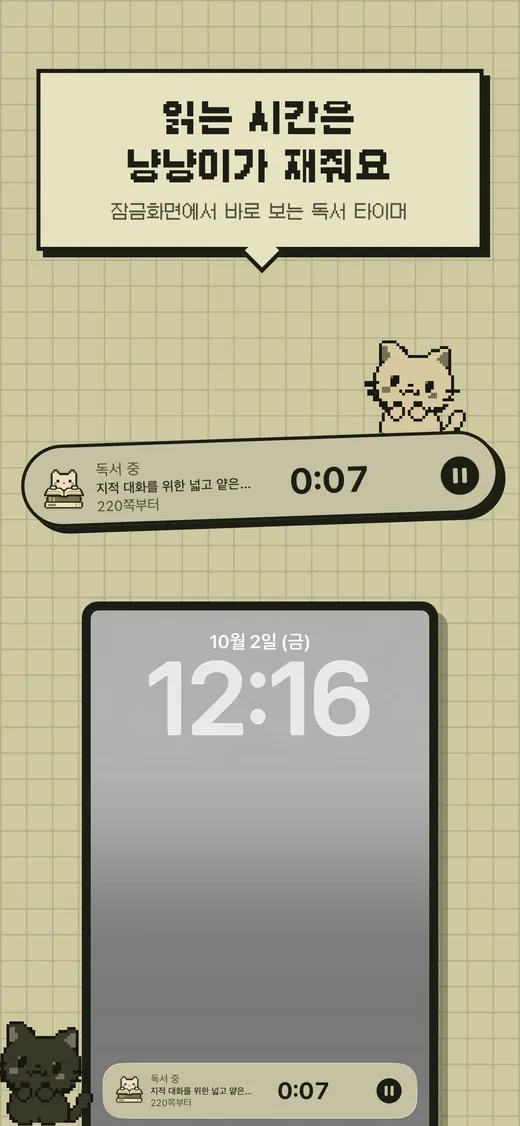 읽는 시간은
냥냥이가 재줘요
잠금화면에서 바로 보는 독서 타이머
독서 중
지적 대화를 위한 넓고 얕은...
220쪽부터
0:07
10월 2일 (금)
12:16
독서 중
지적 대화를 위한 넓고 얕은...
220쪽부터
0:07